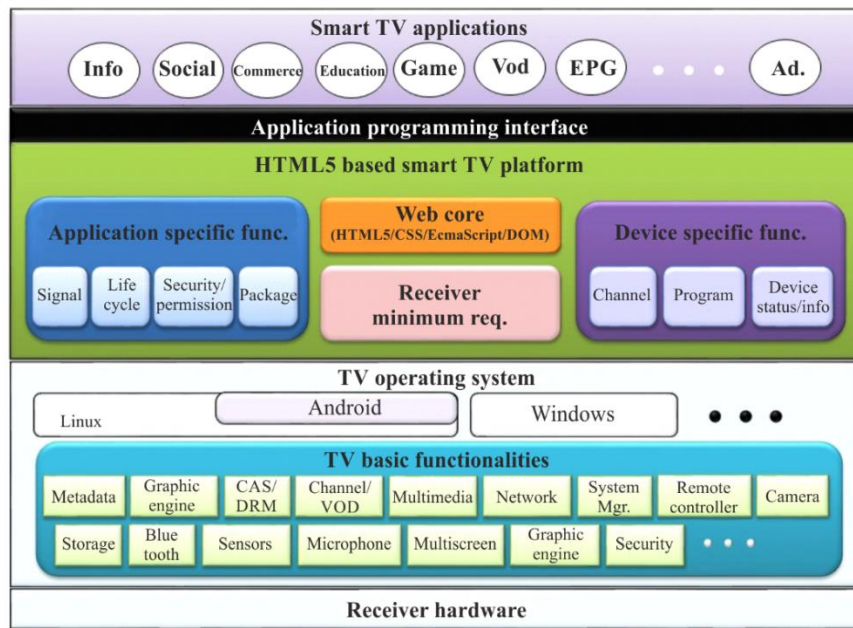 Smart TV applications
Info Social Commerce Education Game Vod EPG Ad.
Application programming interface
HTML5 based smart TV platform
Application specific func.
Signal
Life
cycle
Security/
permission
Package
Web core
(HTML5/CSS/EcmaScript/DOM)
Receiver
minimum req.
Device specific func.
Channel
Program
Device
status/info
TV operating system
Linux
Android
Windows
TV basic functionalities
Metadata
Graphic
engine
CAS/
DRM
Channel/
VOD
Multimedia
Network
System
Mgr.
Remote
controller
Camera
Storage
Blue
tooth
Sensors
Microphone
Multiscreen
Graphic
engine
Security
Receiver hardware